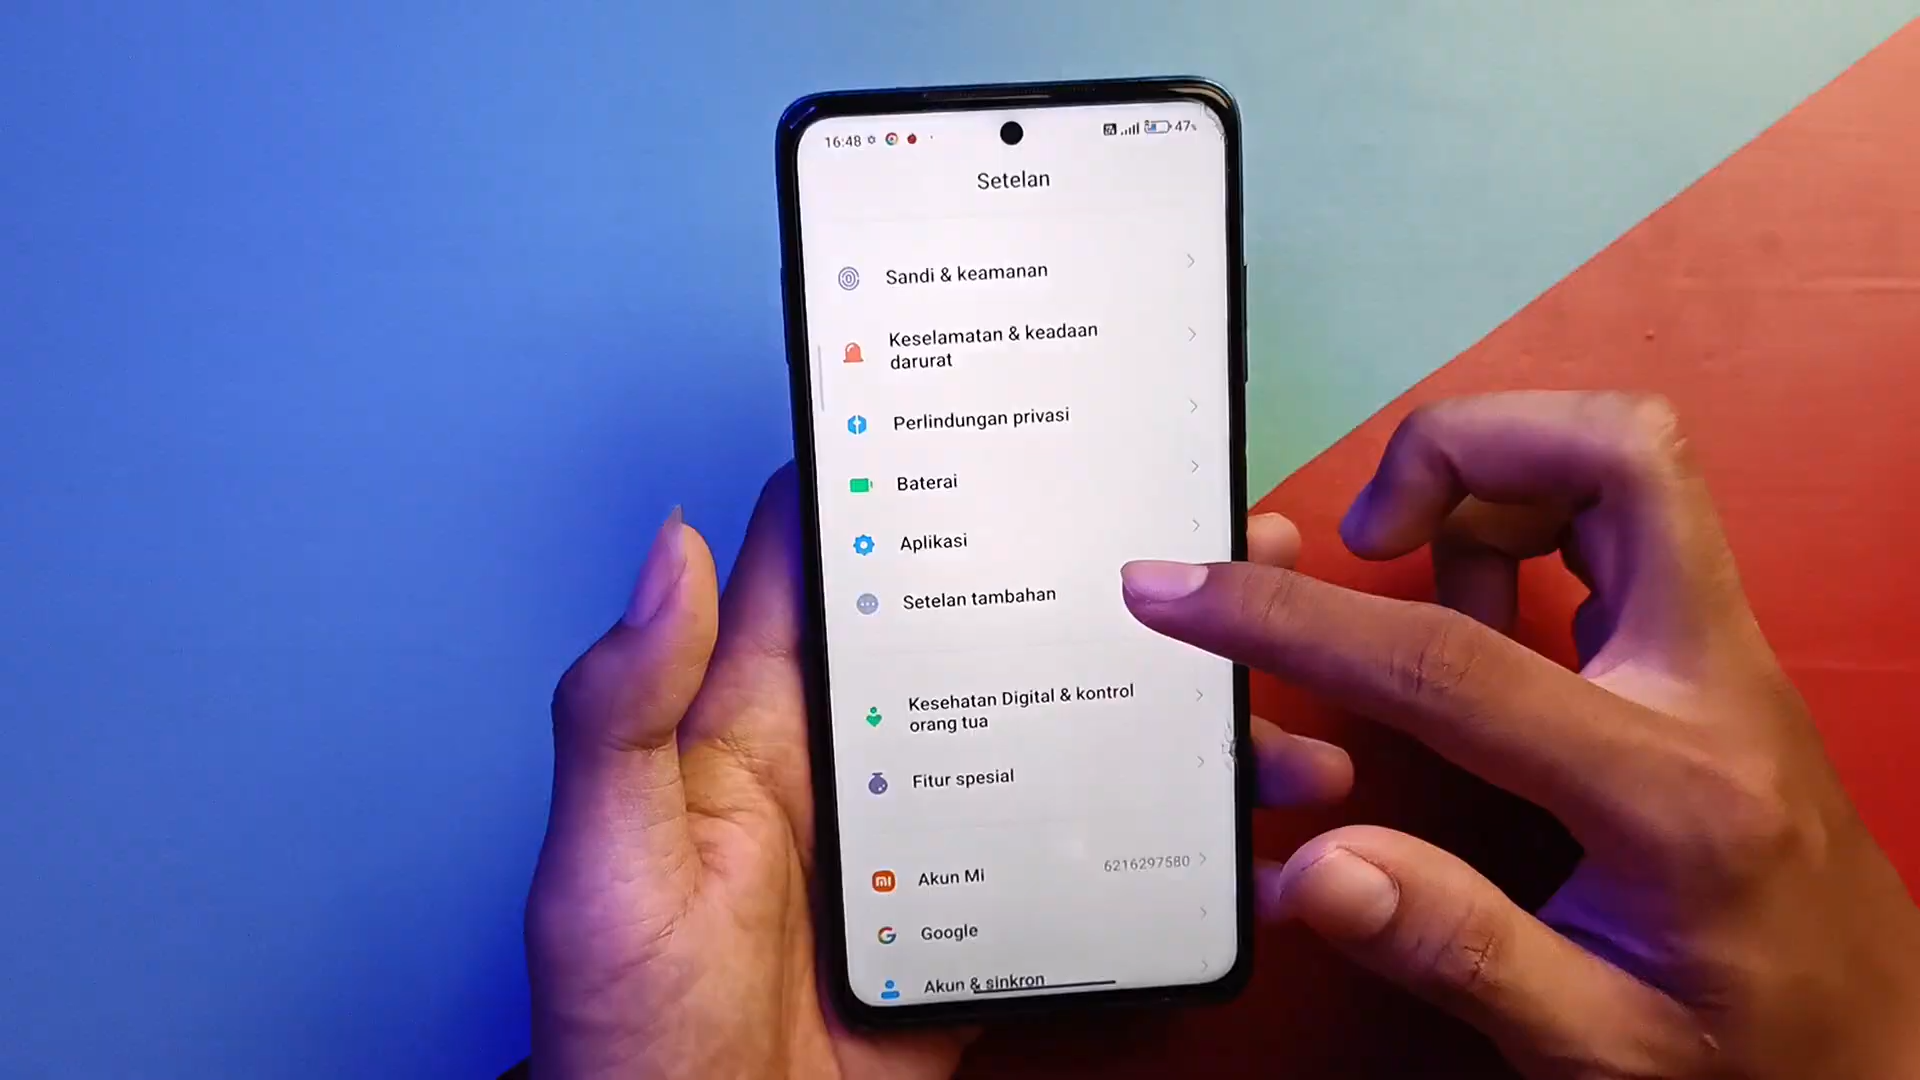 16:48
47%
Setelan
Sandi & keamanan
Keselamatan & keadaan
darurat
Perlindungan privasi
Baterai
Aplikasi
Setelan tambahan
Kesehatan Digital & kontrol
orang tua
Fitur spesial
mi
Akun Mi
6216297580
Google
Akun & sinkron